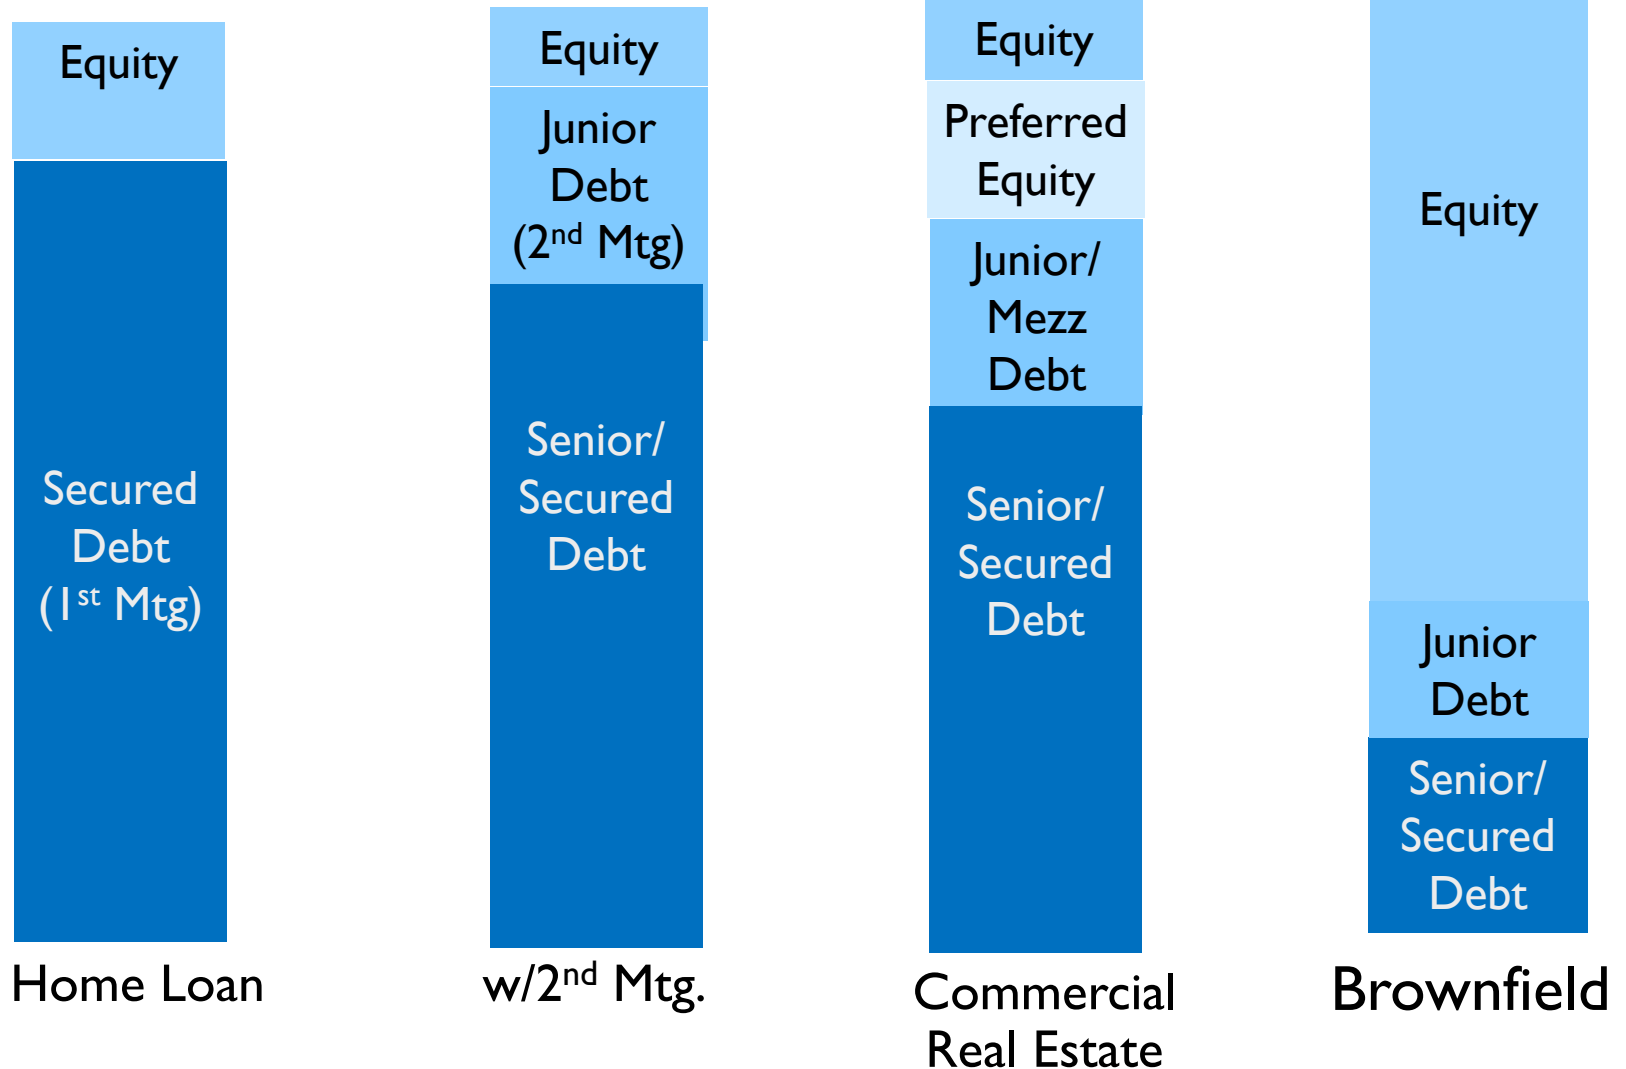 Equity
Secured
Debt
(1st Mtg)
Home Loan
Equity
Junior
Debt
(2nd Mtg)
Senior/
Secured
Debt
w/2nd Mtg.
Equity
Preferred
Equity
Junior/
Mezz
Debt
Senior/
Secured
Debt
Commercial
Real Estate
Equity
Junior
Debt
Senior/
Secured
Debt
Brownfield